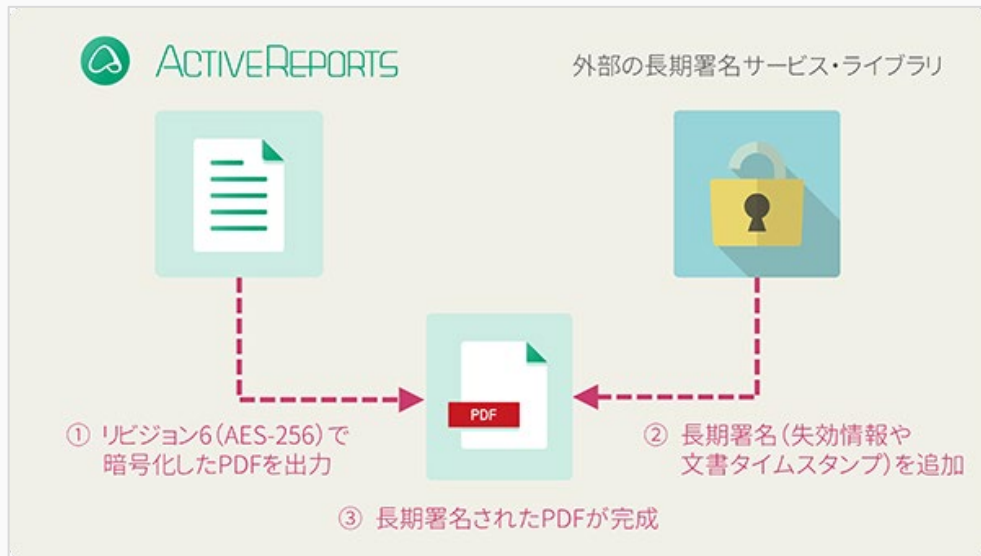 ACTIVEREPORTS
外部の長期署名サービス・ライブラリ
PDF
① リビジョン6(AES-256)で
暗号化したPDFを出力
② 長期署名(失効情報や
文書タイムスタンプ)を追加
③ 長期署名されたPDFが完成